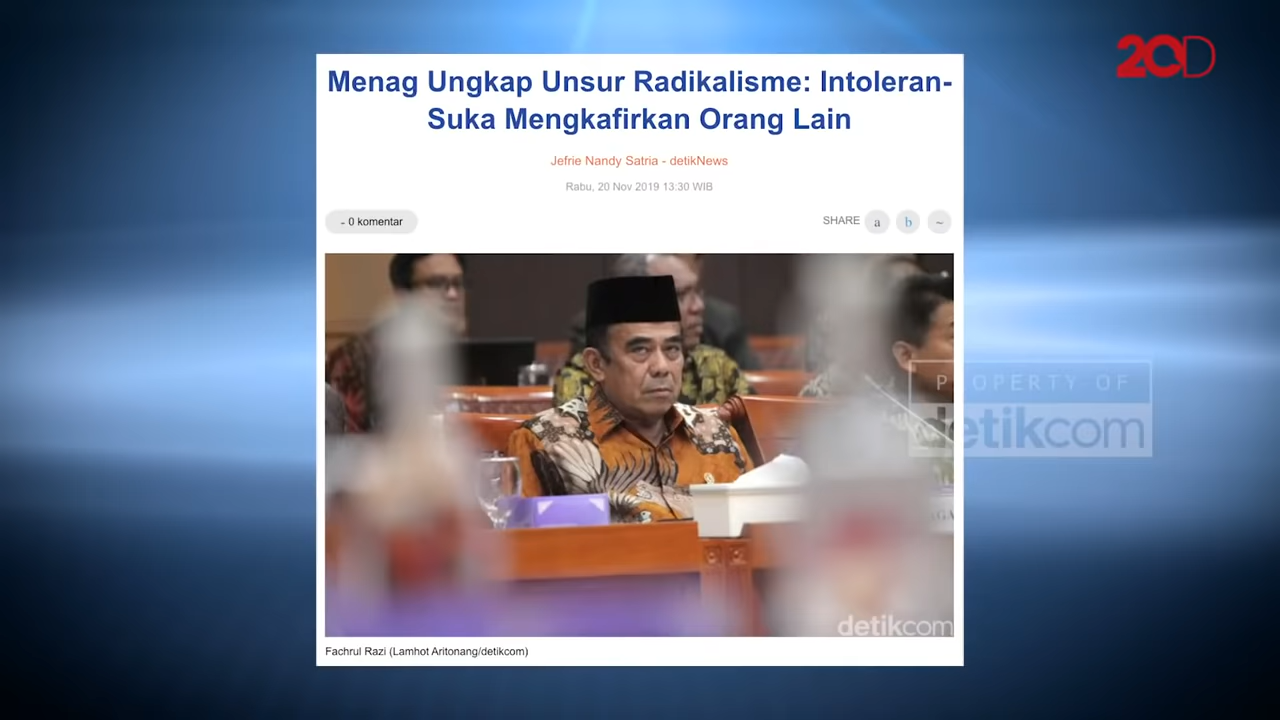 20D
Menag Ungkap Unsur Radikalisme: Intoleran-
Suka Mengkafirkan Orang Lain
Jefrie Nandy Satria - detikNews
Rabu, 20 Nov 2019 13:30 WIB
- 0 komentar
SHARE a b ~
PROPERTY OF
detikcom
detikcom
Fachrul Razi (Lamhot Aritonang/detikcom)